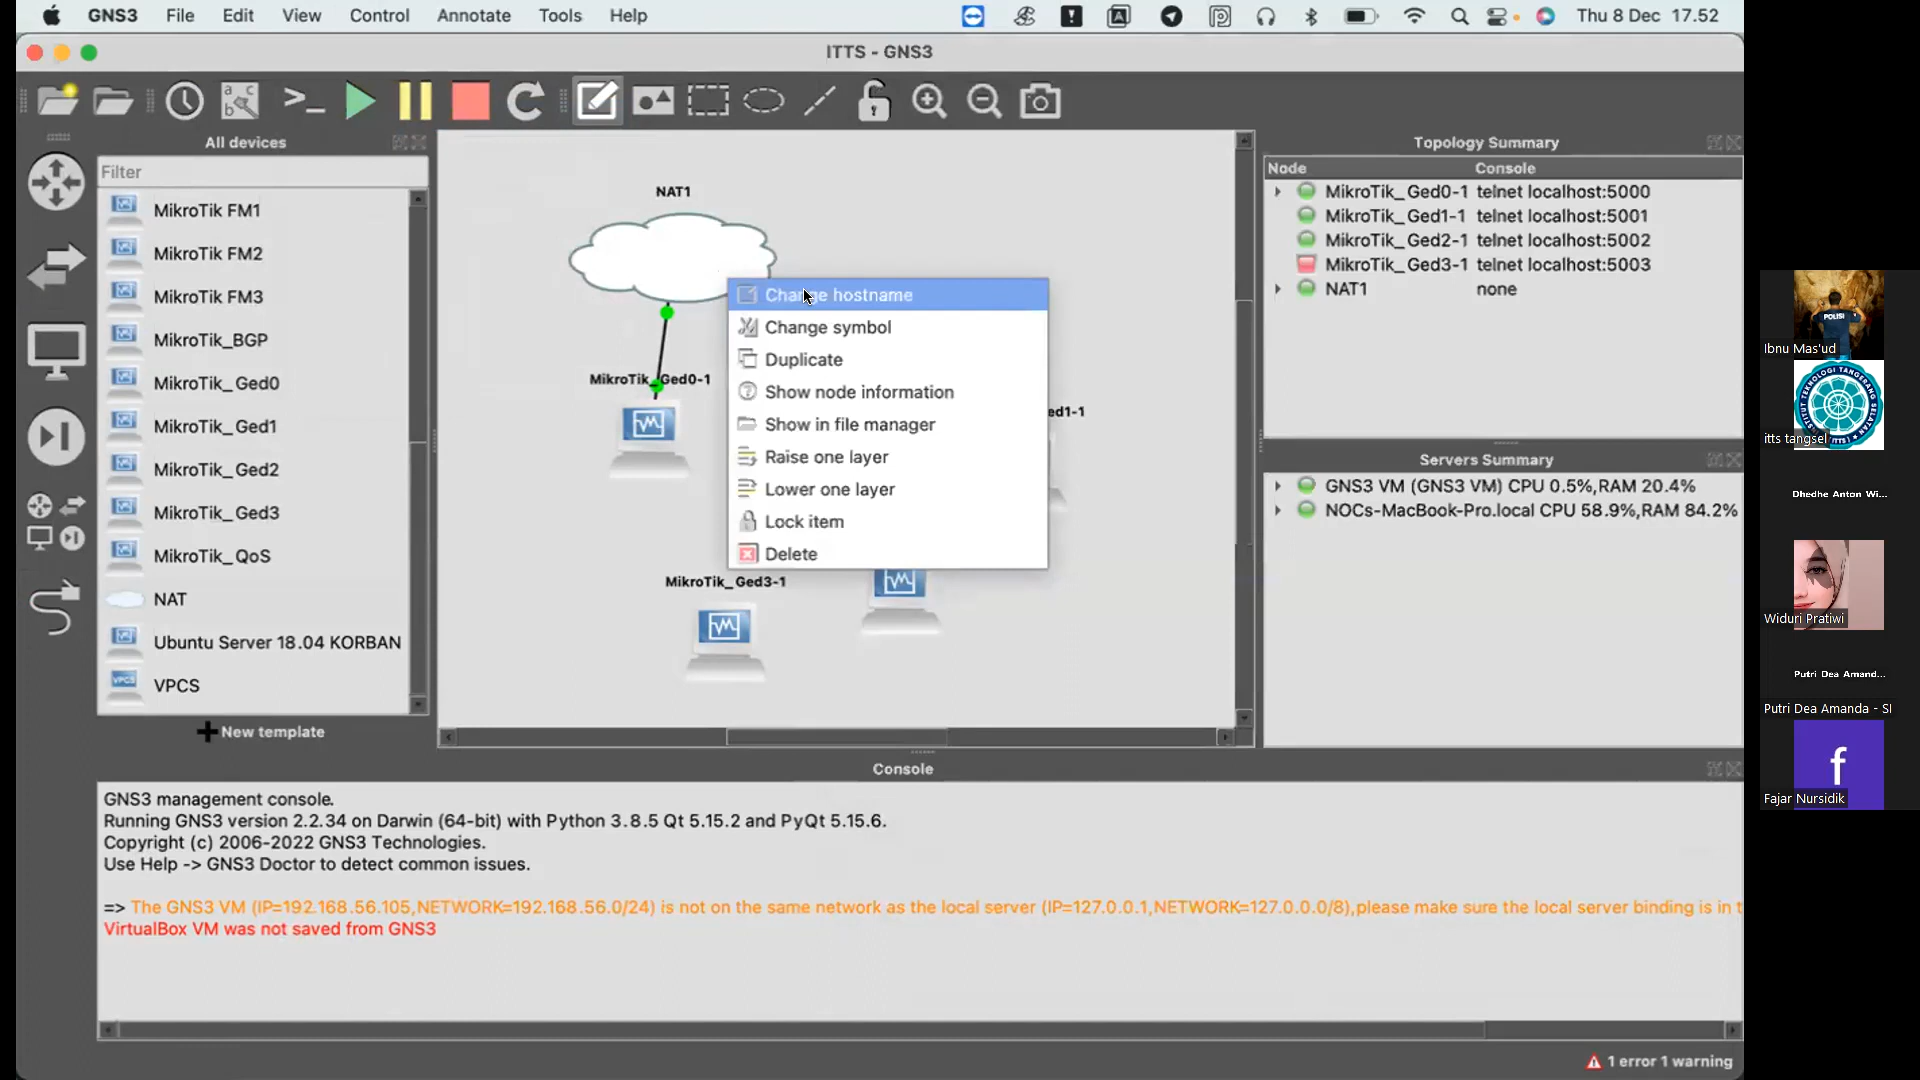 GNS3 File Edit View Control Annotate Tools Help Thu 8 Dec 17.52
ITTS - GNS3
All devices
Filter
MikroTik FM1
MikroTik FM2
MikroTik FM3
MikroTik_BGP
MikroTik_Ged0
MikroTik_Ged1
MikroTik_Ged2
MikroTik_Ged3
MikroTik_QoS
NAT
Ubuntu Server 18.04 KORBAN
VPCS
New template
NAT1
MikroTik_Ged0-1
ed1-1
MikroTik_Ged3-1
Change hostname
Change symbol
Duplicate
Show node information
Show in file manager
Raise one layer
Lower one layer
Lock item
Delete
Topology Summary
Node Console
MikroTik_Ged0-1 telnet localhost:5000
MikroTik_Ged1-1 telnet localhost:5001
MikroTik_Ged2-1 telnet localhost:5002
MikroTik_Ged3-1 telnet localhost:5003
NAT1 none
Servers Summary
GNS3 VM (GNS3 VM) CPU 0.5%,RAM 20.4%
NOCs-MacBook-Pro.local CPU 58.9%,RAM 84.2%
Console
GNS3 management console.
Running GNS3 version 2.2.34 on Darwin (64-bit) with Python 3.8.5 Qt 5.15.2 and PyQt 5.15.6.
Copyright (c) 2006-2022 GNS3 Technologies.
Use Help -> GNS3 Doctor to detect common issues.
=> The GNS3 VM (IP=192.168.56.105,NETWORK=192.168.56.0/24) is not on the same network as the local server (IP=127.0.0.1,NETWORK=127.0.0.0/8),please make sure the local server binding is in t
VirtualBox VM was not saved from GNS3
1 error 1 warning
POLISI
Ibnu Mas'ud
INSTITUT TEKNOLOGI TANGERANG SELATAN
(ITTS)
itts tangsel
Dhedhe Anton Wi...
Widuri Pratiwi
Putri Dea Amand...
Putri Dea Amanda - SI
f
Fajar Nursidik